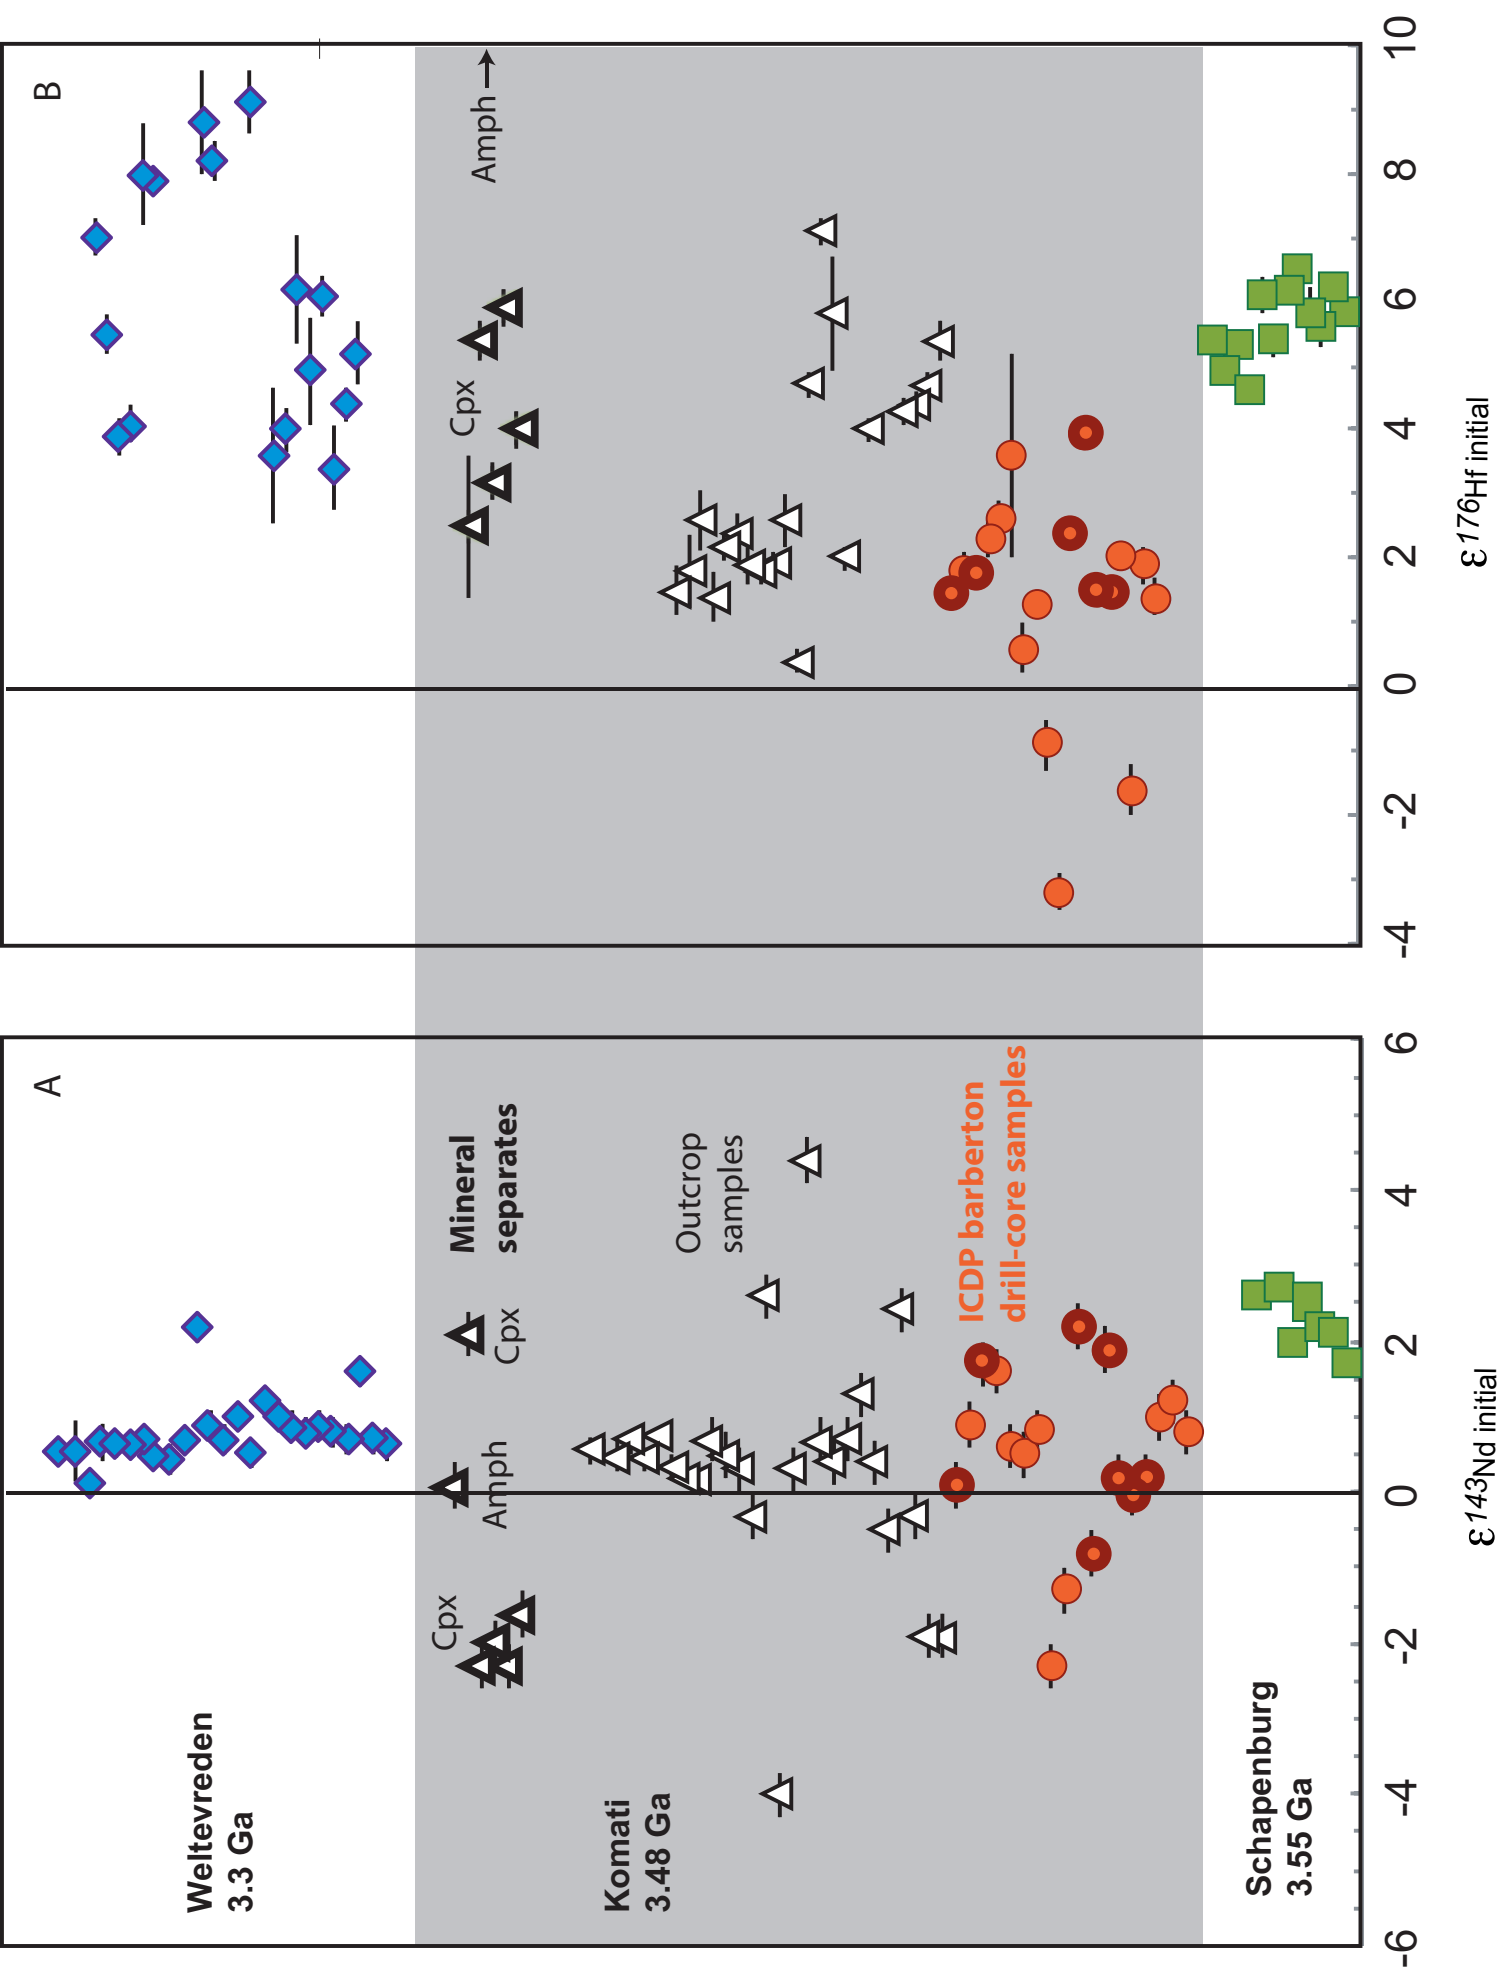 A
Weltevreden
3.3 Ga
Mineral
separates
Cpx
Amph
Cpx
Komati
3.48 Ga
Outcrop
samples
ICDP barberton
drill-core samples
Schapenburg
3.55 Ga
-6 -4 -2 0 2 4 6
ε143Nd initial
B
Cpx
Amph →
-4 -2 0 2 4 6 8 10
ε176Hf initial